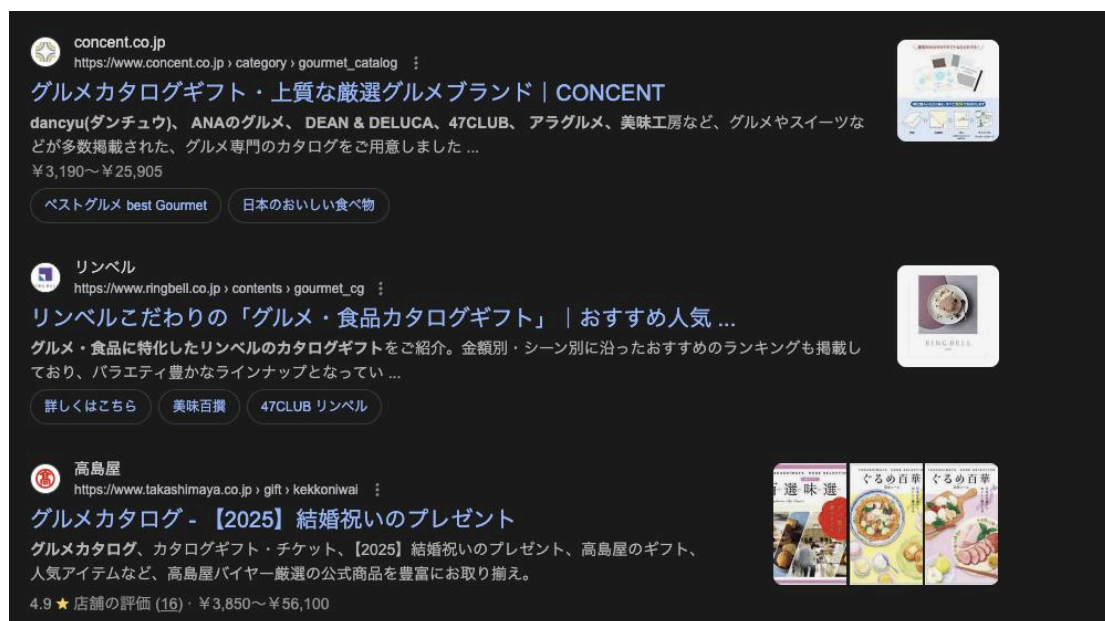 concent.co.jp
https://www.concent.co.jp › category › gourmet_catalog
グルメカタログギフト・上質な厳選グルメブランド｜CONCENT
dancyu(ダンチュウ)、 ANAのグルメ、 DEAN & DELUCA、47CLUB、 アラグルメ、美味工房など、グルメやスイーツな
どが多数掲載された、グルメ専門のカタログをご用意しました ...
￥3,190～￥25,905
ベストグルメ best Gourmet
日本のおいしい食べ物
リンベル
https://www.ringbell.co.jp › contents › gourmet_cg
リンベルこだわりの「グルメ・食品カタログギフト」｜おすすめ人気 ...
グルメ・食品に特化したリンベルのカタログギフトをご紹介。金額別・シーン別に沿ったおすすめのランキングも掲載し
ており、バラエティ豊かなラインナップとなってい ...
RING BELL
詳しくはこちら
美味百撰
47CLUB リンベル
高島屋
https://www.takashimaya.co.jp › gift › kekkoniwai
グルメカタログ - 【2025】結婚祝いのプレゼント
グルメカタログ、カタログギフト・チケット、【2025】結婚祝いのプレゼント、高島屋のギフト、
人気アイテムなど、高島屋バイヤー厳選の公式商品を豊富にお取り揃え。
4.9 ★ 店舗の評価 (16) · ￥3,850～￥56,100
百選味選
ぐるめ百華
ぐるめ百華